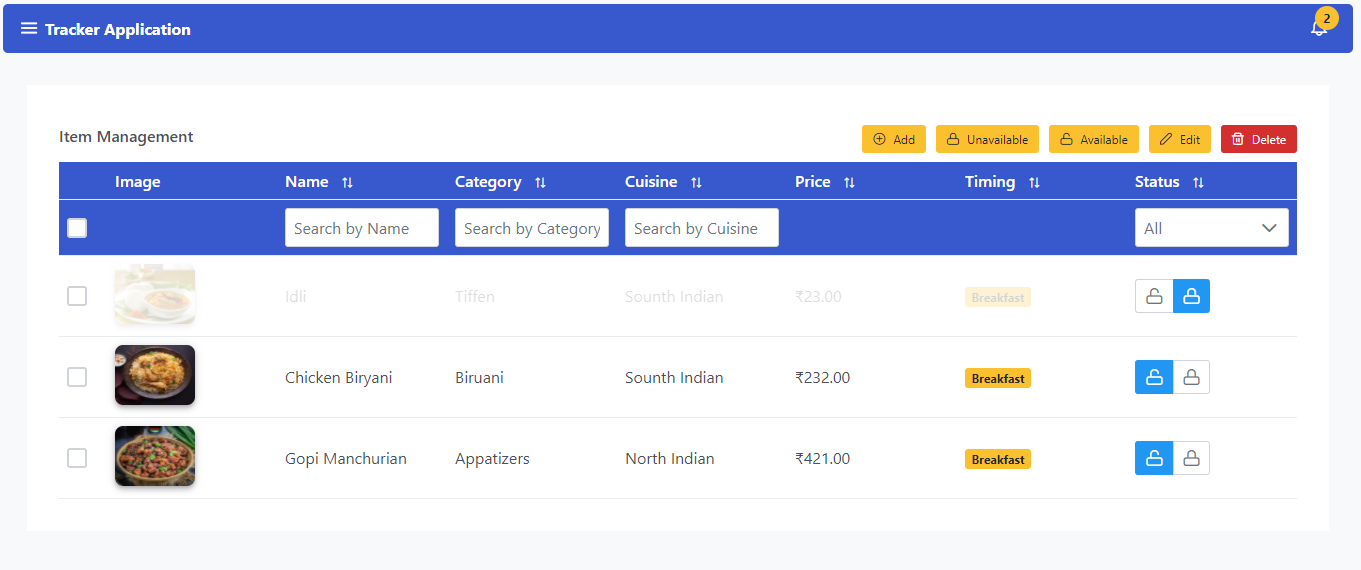 Tracker Application
2
Item Management
Add
Unavailable
Available
Edit
Delete
Image Name Category Cuisine Price Timing Status
Search by Name Search by Category Search by Cuisine All
Idli Tiffen Sounth Indian ₹23.00 Breakfast
Chicken Biryani Biruani Sounth Indian ₹232.00 Breakfast
Gopi Manchurian Appatizers North Indian ₹421.00 Breakfast